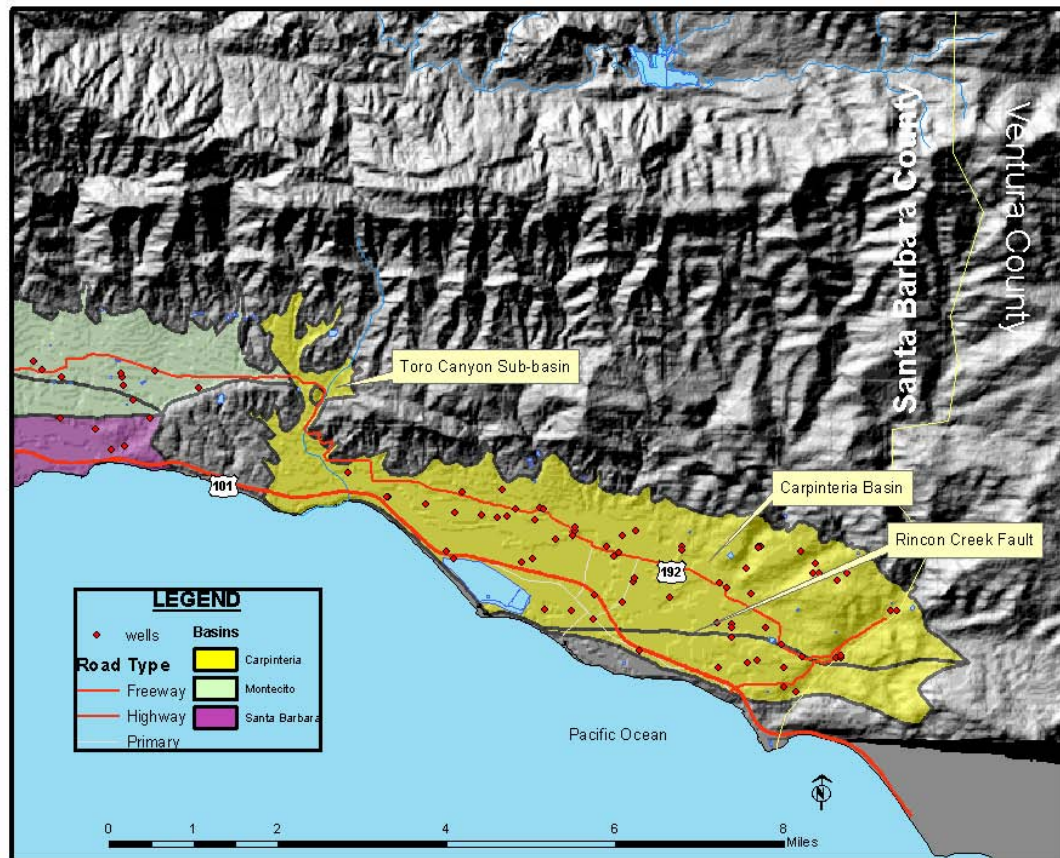 Santa Barbara County
Ventura County
Toro Canyon Sub-basin
101
Carpinteria Basin
Rincon Creek Fault
192
LEGEND
wells
Basins
Road Type
Carpinteria
Freeway
Montecito
Highway
Santa Barbara
Primary
Pacific Ocean
N
0 2 4 6 8
Miles